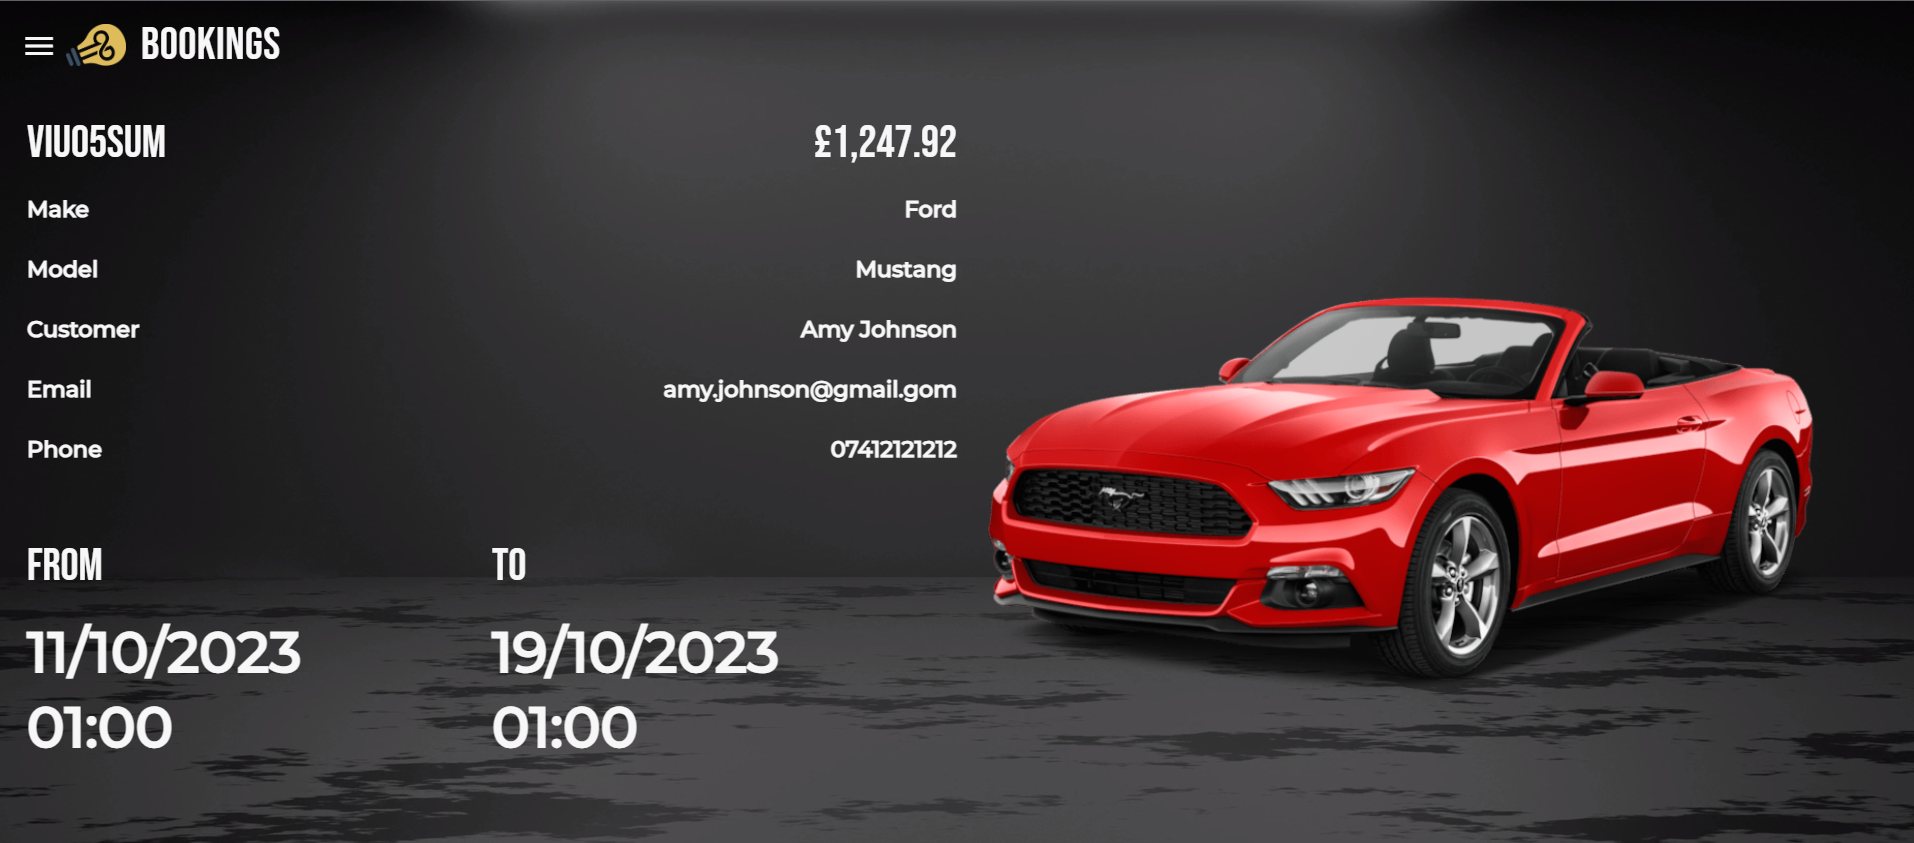 BOOKINGS
VIU05SUM £1,247.92
Make Ford
Model Mustang
Customer Amy Johnson
Email amy.johnson@gmail.gom
Phone 07412121212
FROM TO
11/10/2023 19/10/2023
01:00 01:00